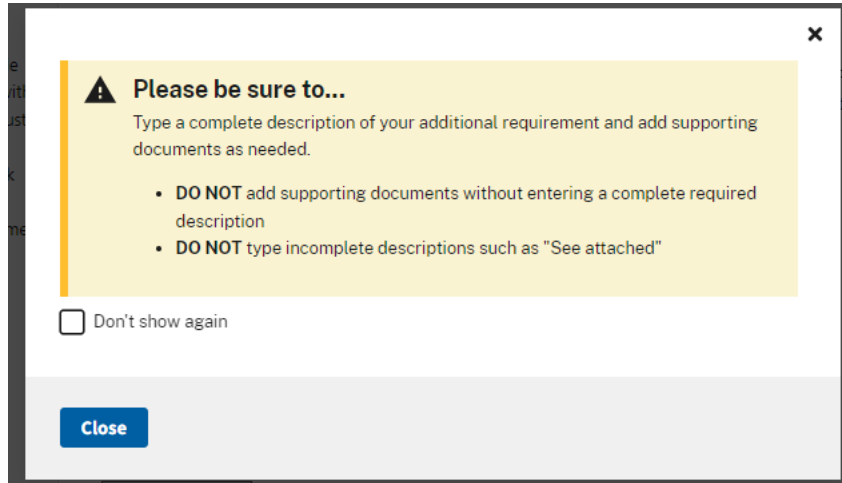 Please be sure to...
Type a complete description of your additional requirement and add supporting
documents as needed.
• DO NOT add supporting documents without entering a complete required
description
• DO NOT type incomplete descriptions such as "See attached"
Don't show again
Close